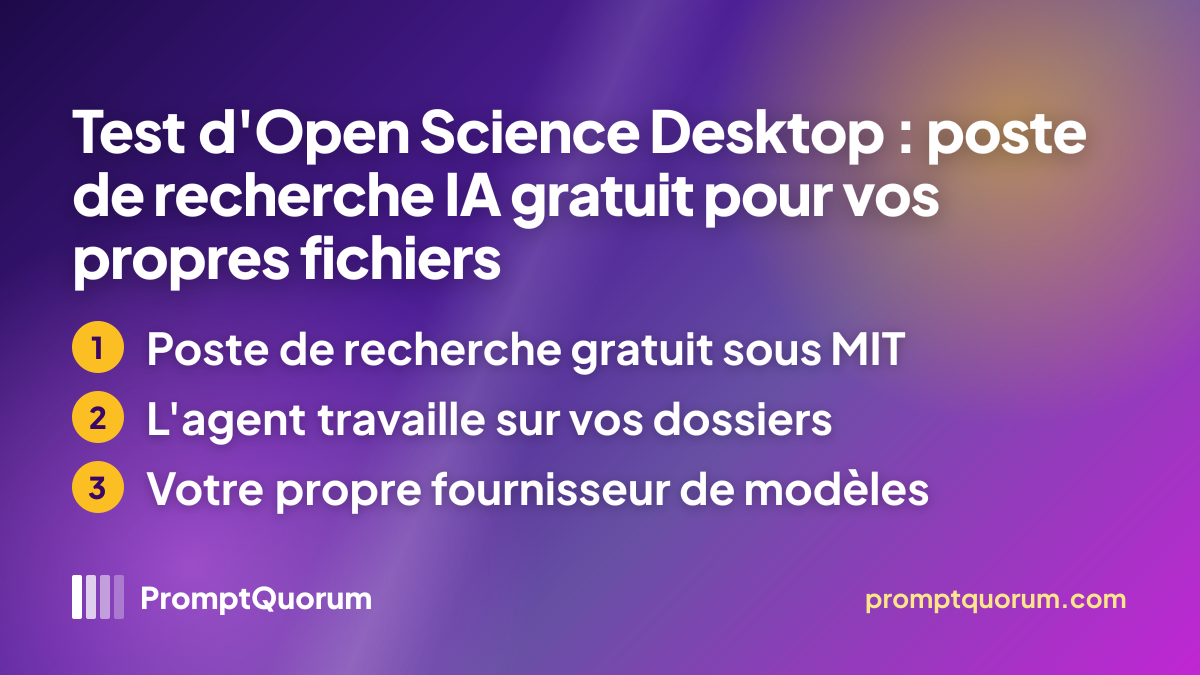 Test d'Open Science Desktop : poste
de recherche IA gratuit pour vos
propres fichiers
1 Poste de recherche gratuit sous MIT
2 L'agent travaille sur vos dossiers
3 Votre propre fournisseur de modèles
PromptQuorum
promptquorum.com